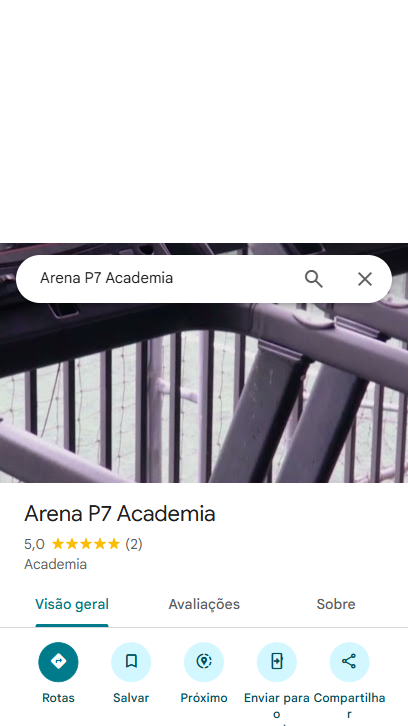 Arena P7 Academia
Arena P7 Academia
5,0 ★★★★★ (2)
Academia
Visão geral Avaliações Sobre
Rotas Salvar Próximo Enviar para o Compartilhar